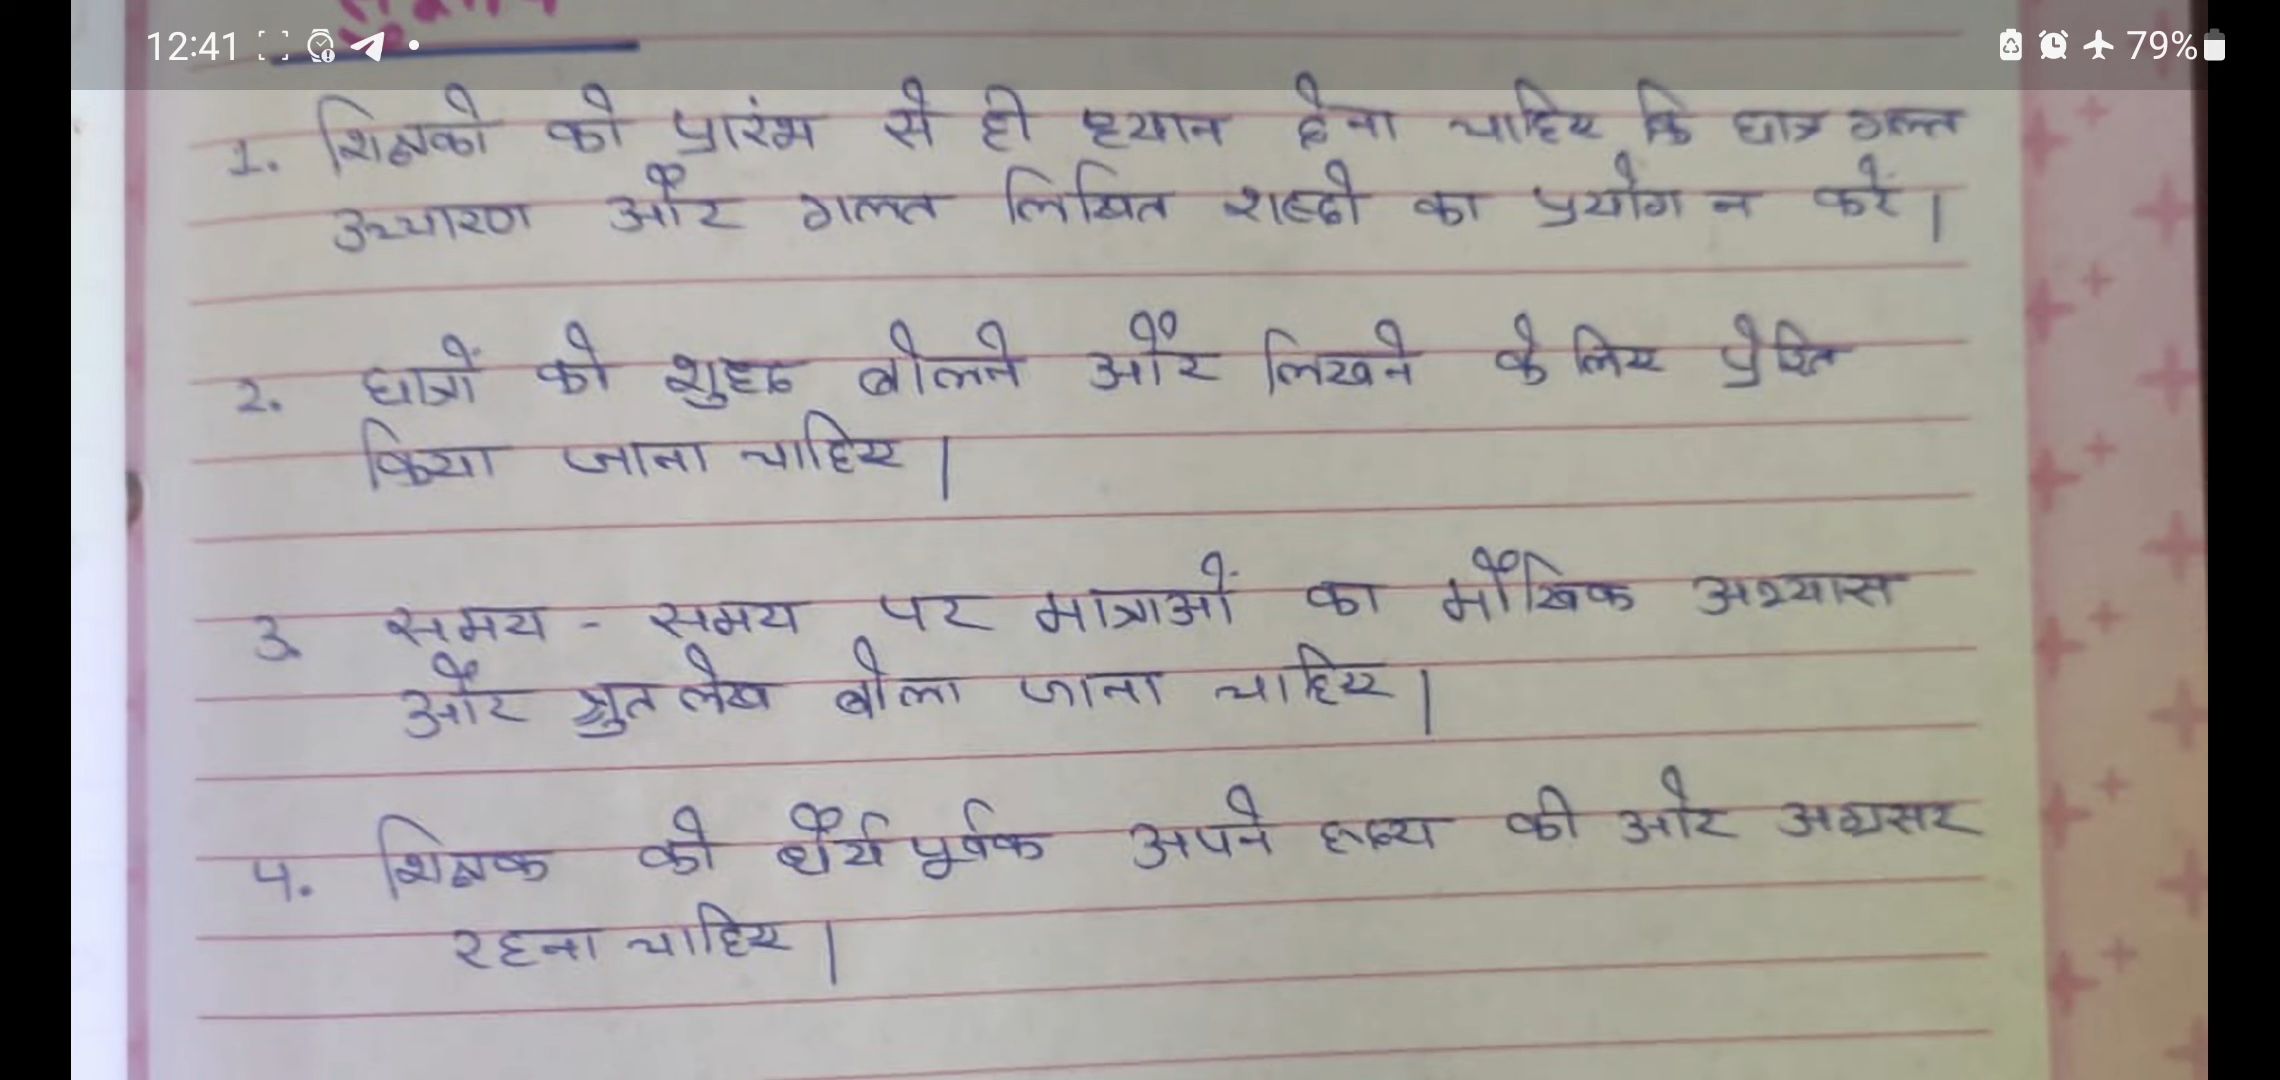 12:41 79%
1. शिक्षको को प्रारंभ से ही ध्यान देना चाहिए कि छात्र गलत
उच्चारण और गलत लिखित शब्दो का प्रयोग न करें।
2. छात्रों को शुद्ध बोलने और लिखने के लिए प्रेरित
किया जाना चाहिए।
3 समय - समय पर मात्राओं का मौखिक अभ्यास
और श्रुत लेख बोला जाना चाहिए।
4. शिक्षक को धैर्य पूर्वक अपने लक्ष्य की ओर अग्रसर
रहना चाहिए।